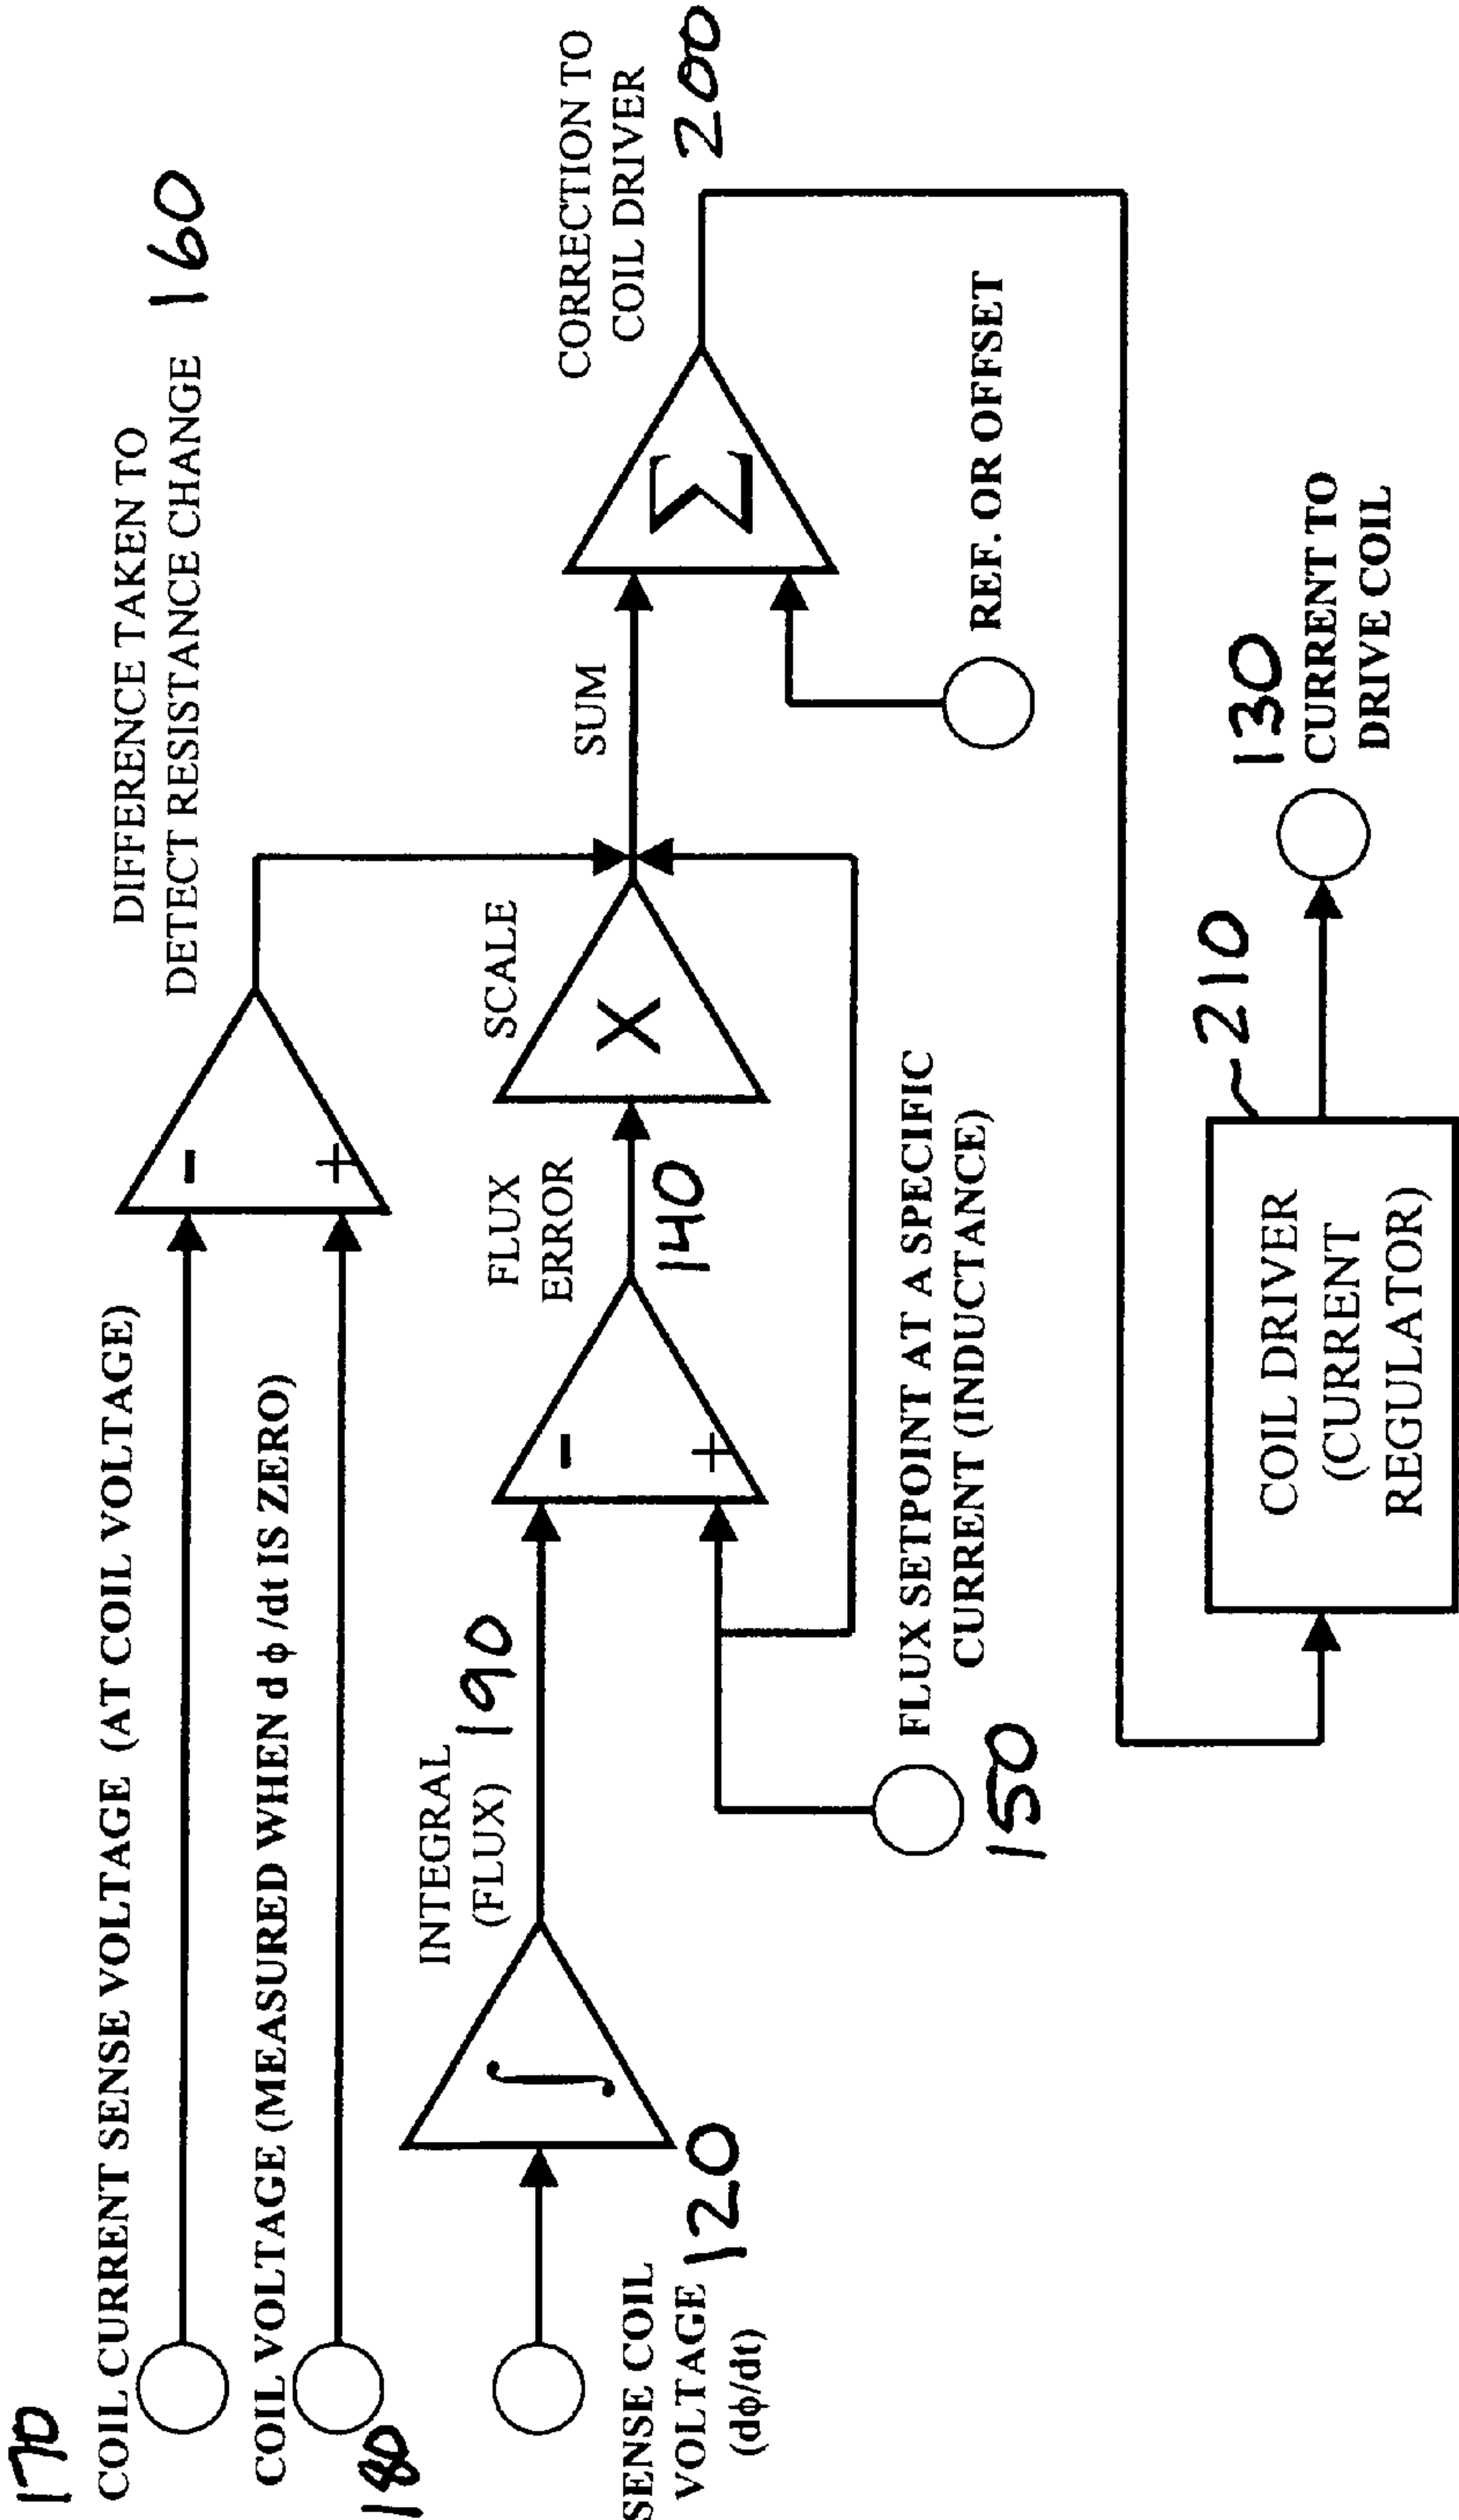 170
COIL CURRENT SENSE VOLTAGE (AT COIL VOLTAGE)
DIFFERENCE TAKEN TO
DETECT RESISTANCE CHANGE
160
-
+
COIL VOLTAGE (MEASURED WHEN d ϕ /dt IS ZERO)
180
INTEGRAL
(FLUX)
190
∫
SENSE COIL
VOLTAGE
(dϕ/dt)
120
FLUX
ERROR
-
+
140
SCALE
X
SUM
Σ
CORRECTION TO
COIL DRIVER
200
REF. OR OFFSET
FLUX SETPOINT AT A SPECIFIC
CURRENT (INDUCTANCE)
150
COIL DRIVER
(CURRENT
REGULATOR)
210
130
CURRENT TO
DRIVE COIL